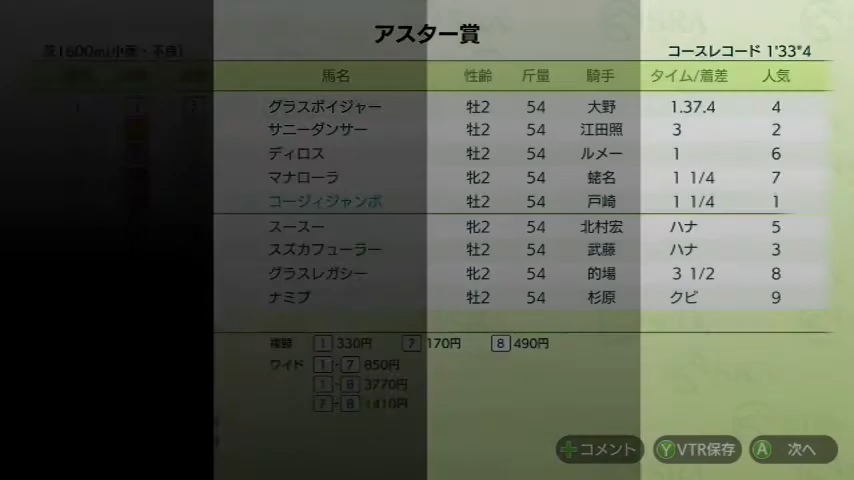 アスター賞
芝1600m(小雨・不良) コースレコード 1"33"4
馬名 性齢 斤量 騎手 タイム/着差 人気
1 1 グラスボイジャー 牡2 54 大野 1.37.4 4
サニーダンサー 牡2 54 江田照 3 2
ディロス 牡2 54 ルメー 1 6
マナローラ 牝2 54 蛯名 1 1/4 7
コージィジャンボ 牡2 54 戸崎 1 1/4 1
スースー 牝2 54 北村宏 ハナ 5
スズカフューラー 牡2 54 武藤 ハナ 3
グラスレガシー 牝2 54 的場 3 1/2 8
ナミブ 牡2 54 杉原 クビ 9
複勝 1 330円 7 170円 8 490円
ワイド 1-7 850円
1-8 3770円
7-8 1410円
コメント Y VTR保存 A 次へ